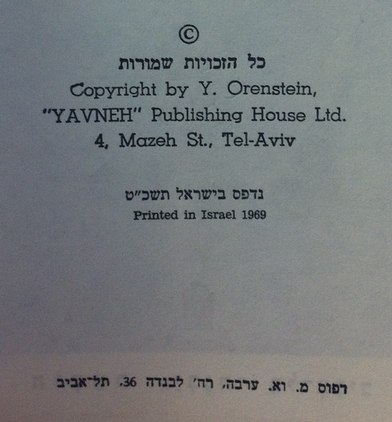 ©
כל הזכויות שמורות
Copyright by Y. Orenstein,
"YAVNEH" Publishing House Ltd.
4, Mazeh St., Tel-Aviv
נדפס בישראל תשכ"ט
Printed in Israel 1969
דפוס מ. וא. ערבה, רח' לבנדה 36, תל־אביב